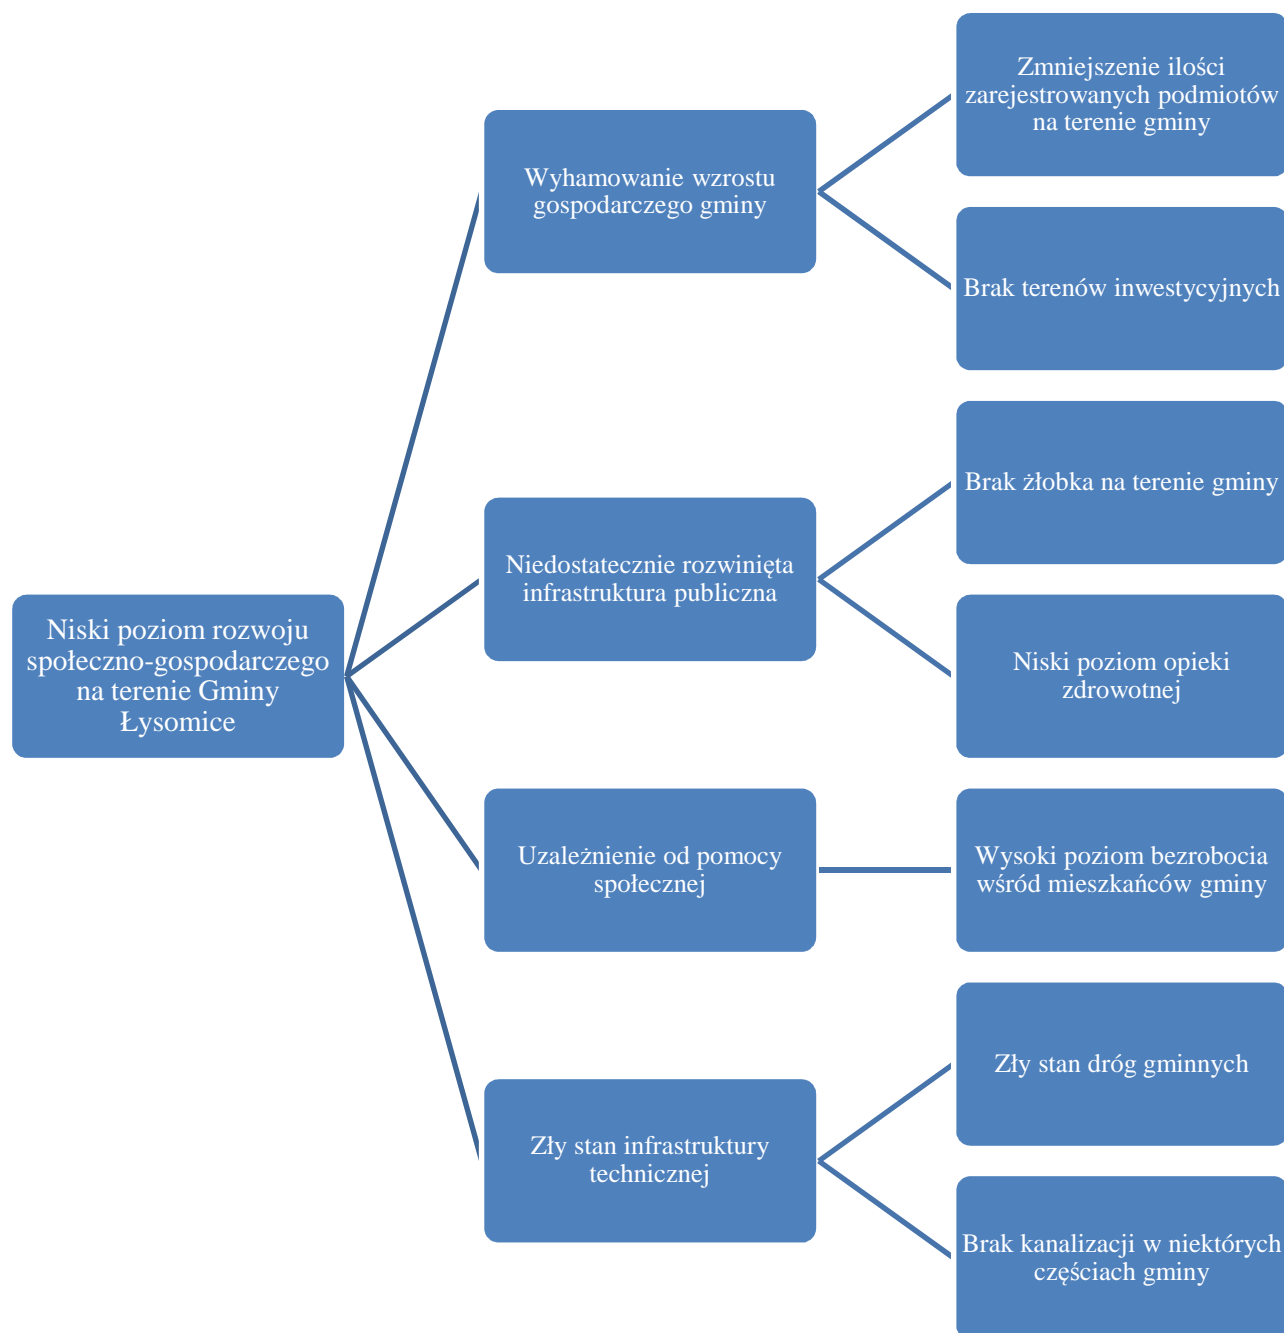 Zmniejszenie ilości
zarejestrowanych podmiotów
na terenie gminy
Wyhamowanie wzrostu
gospodarczego gminy
Brak terenów inwestycyjnych
Brak żłobka na terenie gminy
Niedostatecznie rozwinięta
infrastruktura publiczna
Niski poziom rozwoju
społeczno-gospodarczego
na terenie Gminy
Łysomice
Niski poziom opieki
zdrowotnej
Uzależnienie od pomocy
społecznej
Wysoki poziom bezrobocia
wśród mieszkańców gminy
Zły stan dróg gminnych
Zły stan infrastruktury
technicznej
Brak kanalizacji w niektórych
częściach gminy